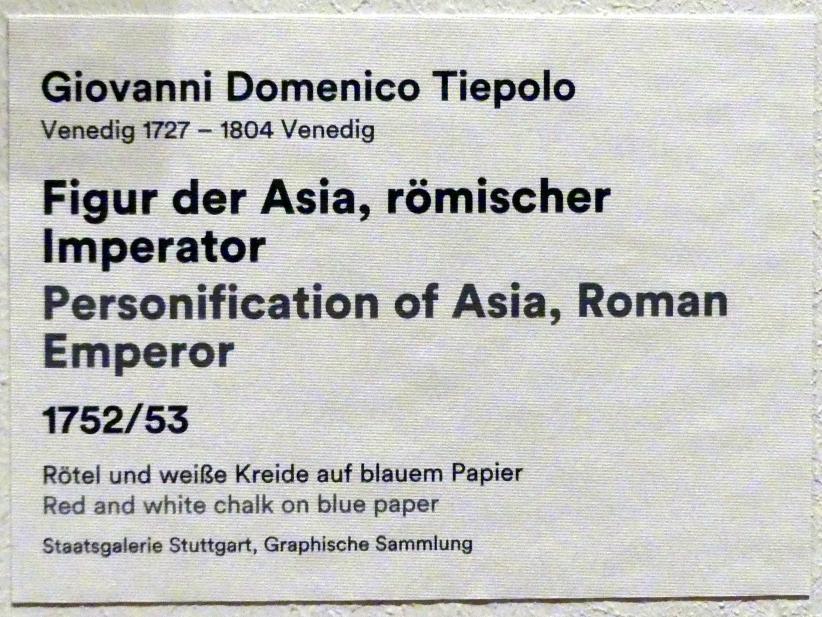 Giovanni Domenico Tiepolo
Venedig 1727 – 1804 Venedig
Figur der Asia, römischer
Imperator
Personification of Asia, Roman
Emperor
1752/53
Rötel und weiße Kreide auf blauem Papier
Red and white chalk on blue paper
Staatsgalerie Stuttgart, Graphische Sammlung